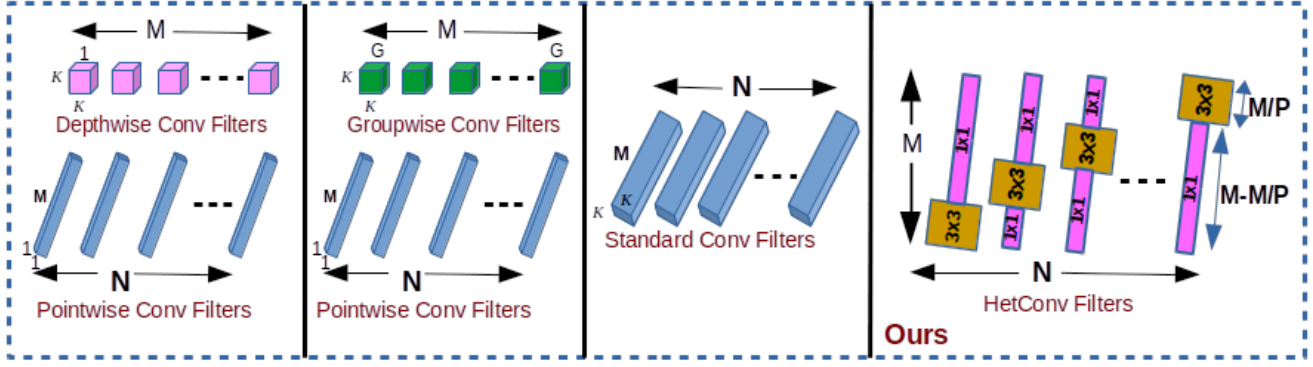 M
1
K
K
Depthwise Conv Filters
M
1
1
N
Pointwise Conv Filters
M
G
G
K
K
Groupwise Conv Filters
M
1
1
N
Pointwise Conv Filters
N
M
K
K
Standard Conv Filters
M
1x1
3x3
1x1
3x3
1x1
1x1
3x3
1x1
3x3
1x1
M/P
M-M/P
N
HetConv Filters
Ours